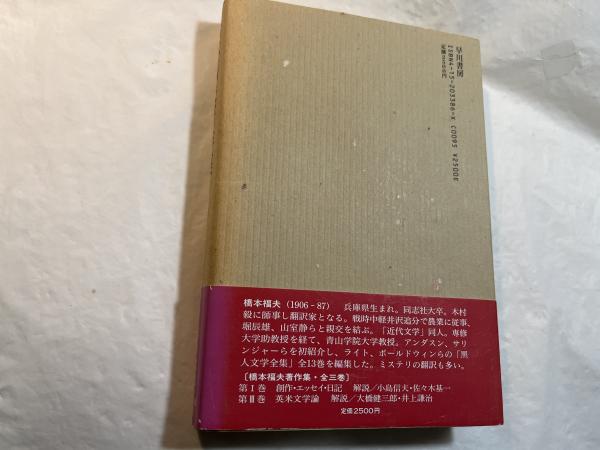 早川書房
ISBN4-15-203386-X C0095 ¥2500E
定価2500円
橋本福夫(1906-87) 兵庫県生まれ。同志社大卒。木村
毅に師事し翻訳家となる。戦時中軽井沢追分で農業に従事、
堀辰雄、山室静らと親交を結ぶ。「近代文学」同人。専修
大学助教授を経て、青山学院大学教授。アンダスン、サリ
ンジャーらを初紹介し、ライト、ボールドウィンらの「黒
人文学全集」全13巻を編集した。ミステリの翻訳も多い。
[橋本福夫著作集・全三巻]
第Ⅰ巻 創作・エッセイ・日記 解説/小島信夫・佐々木基一
第Ⅲ巻 英米文学論 解説/大橋健三郎・井上謙治
定価2500円